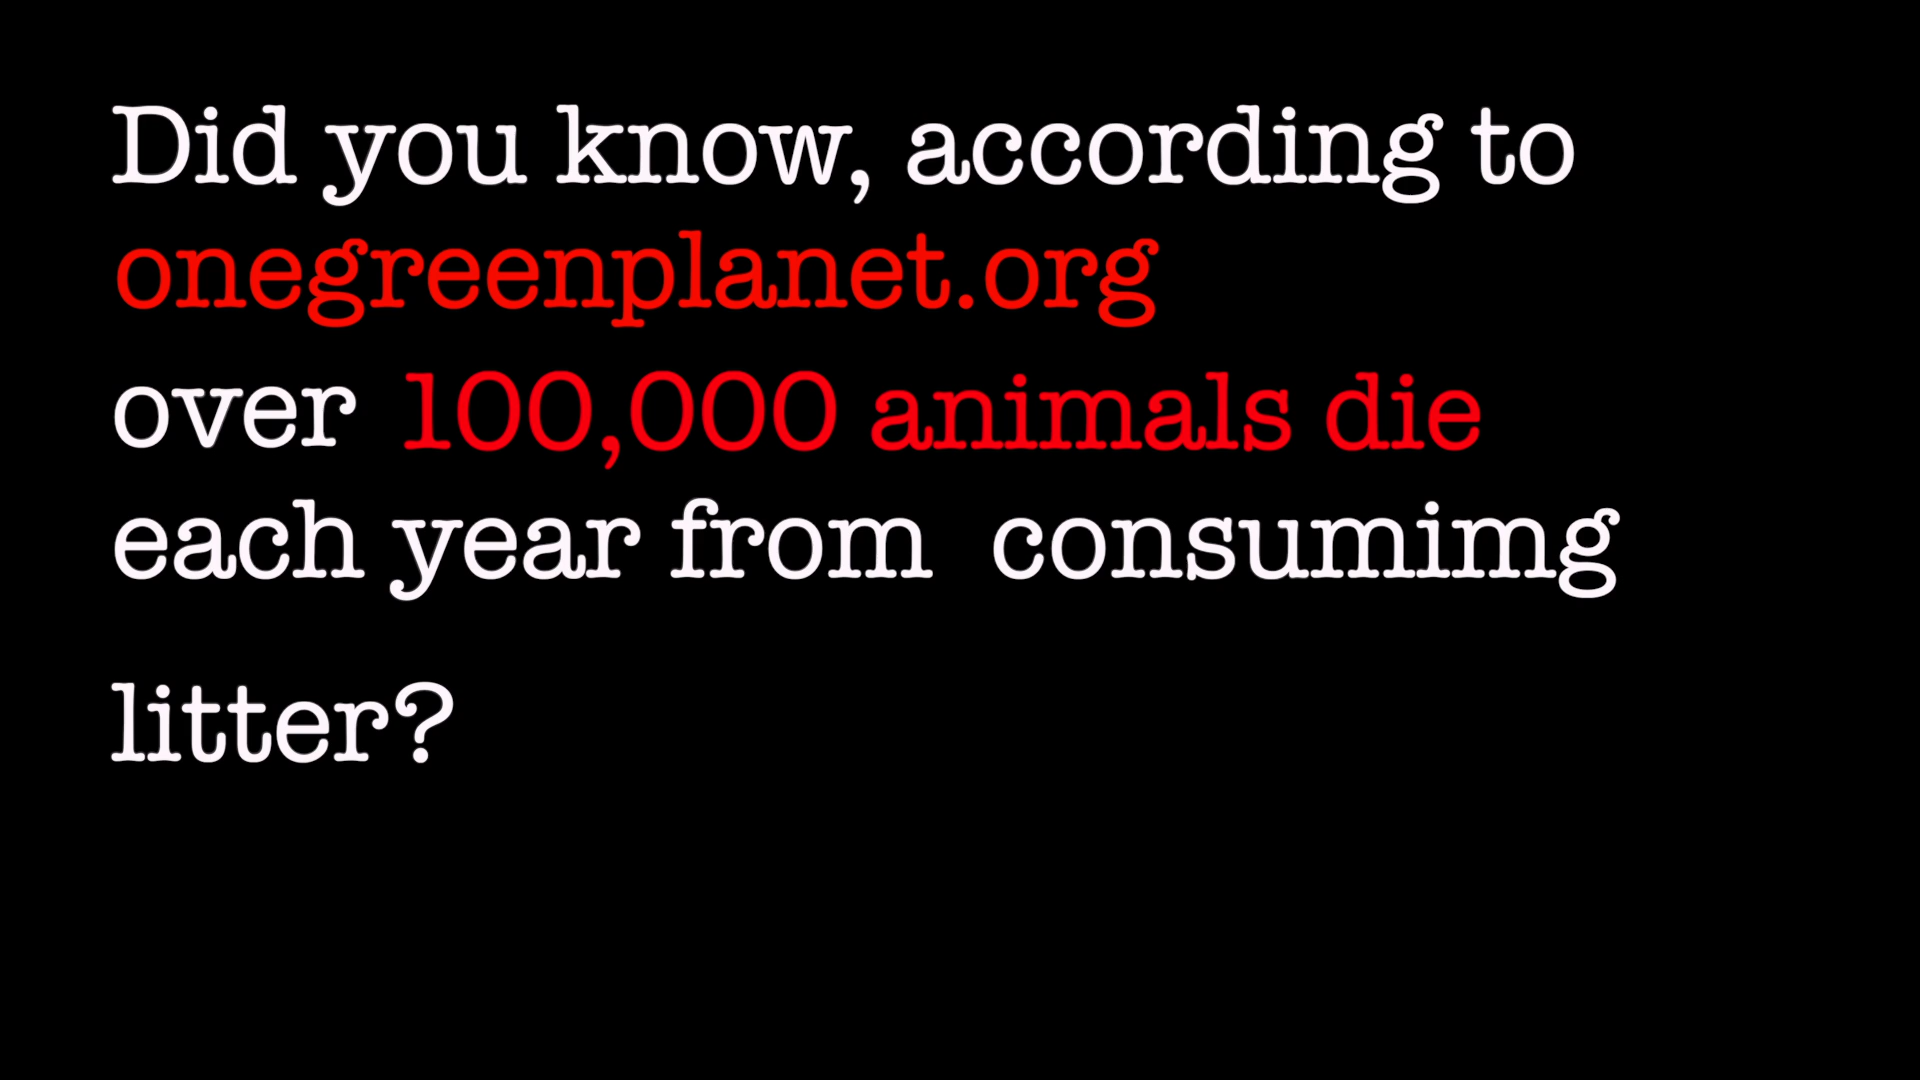 Did you know, according to
onegreenplanet.org
over 100,000 animals die
each year from consumimg
litter?